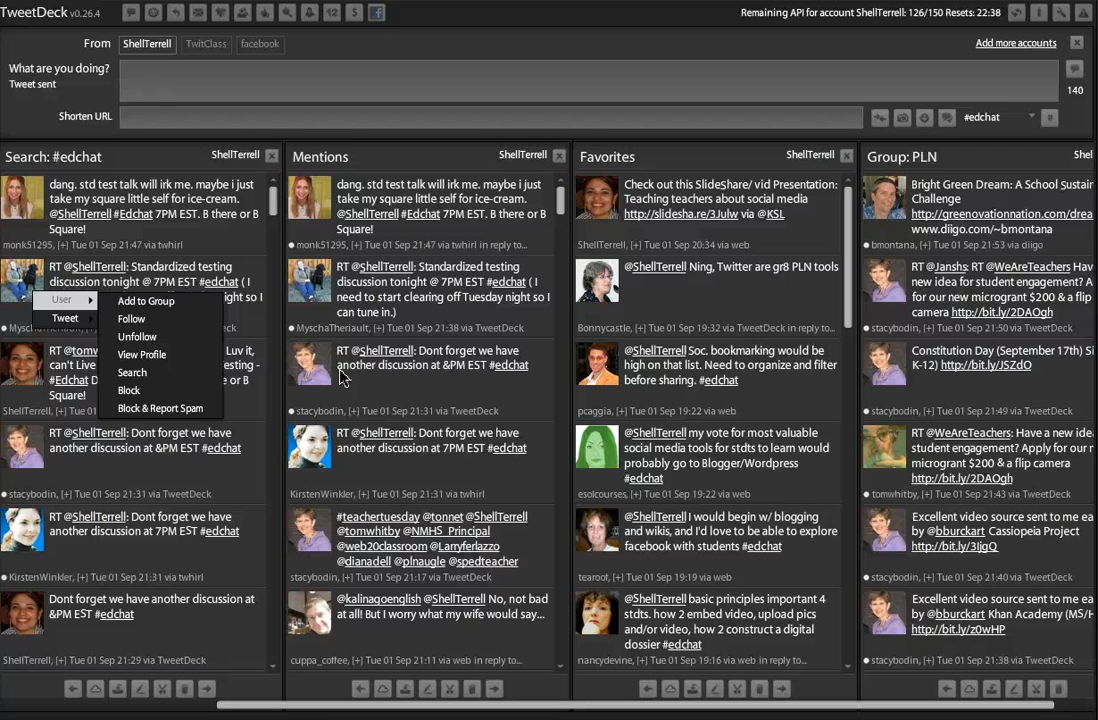 TweetDeck v0.26.4
Remaining API for account ShellTerrell: 126/150 Resets: 22:38
From ShellTerrell TwitClass facebook Add more accounts
What are you doing?
Tweet sent
140
Shorten URL
#edchat
Search: #edchat ShellTerrell
dang. std test talk will irk me. maybe i just
take my square little self for ice-cream.
@ShellTerrell #Edchat 7PM EST. B there or B
Square!
monk51295, [+] Tue 01 Sep 21:47 via twhirl
RT @ShellTerrell: Standardized testing
discussion tonight @ 7PM EST #edchat ( I
User
Tweet
Add to Group
Follow
Unfollow
View Profile
Search
Block
Block & Report Spam
ight so I
RT @tomw
Luv it,
can't Live
esting -
#Edchat D
or B
Square!
ShellTerrell, [+] Tue 01
RT @ShellTerrell: Dont forget we have
another discussion at &PM EST #edchat
stacybodin, [+] Tue 01 Sep 21:31 via TweetDeck
RT @ShellTerrell: Dont forget we have
another discussion at 7PM EST #edchat
KirstenWinkler, [+] Tue 01 Sep 21:31 via twhirl
Dont forget we have another discussion at
&PM EST #edchat
ShellTerrell, [+] Tue 01 Sep 21:29 via TweetDeck
Mentions ShellTerrell
dang. std test talk will irk me. maybe i just
take my square little self for ice-cream.
@ShellTerrell #Edchat 7PM EST. B there or B
Square!
monk51295, [+] Tue 01 Sep 21:47 via twhirl in reply to...
RT @ShellTerrell: Standardized testing
discussion tonight @ 7PM EST #edchat ( I
need to start clearing off Tuesday night so I
can tune in.)
MyschaTheriault, [+] Tue 01 Sep 21:38 via TweetDeck
RT @ShellTerrell: Dont forget we have
another discussion at &PM EST #edchat
stacybodin, [+] Tue 01 Sep 21:31 via TweetDeck
RT @ShellTerrell: Dont forget we have
another discussion at 7PM EST #edchat
KirstenWinkler, [+] Tue 01 Sep 21:31 via twhirl
#teachertuesday @tonnet @ShellTerrell
@tomwhitby @NMHS_Principal
@web20classroom @Larryferlazzo
@dianadell @plnaugle @spedteacher
stacybodin, [+] Tue 01 Sep 21:17 via TweetDeck
@kalinagoenglish @ShellTerrell No, not bad
at all! But I worry what my wife would say...
cuppa_coffee, [+] Tue 01 Sep 21:11 via web in reply to...
Favorites ShellTerrell
Check out this SlideShare/ vid Presentation:
Teaching teachers about social media
http://slidesha.re/3Julw via @KSL
ShellTerrell, [+] Tue 01 Sep 20:34 via web
@ShellTerrell Ning, Twitter are gr8 PLN tools
Bonnycastle, [+] Tue 01 Sep 19:32 via TweetDeck in reply to...
@ShellTerrell Soc. bookmarking would be
high on that list. Need to organize and filter
before sharing. #edchat
pcaggia, [+] Tue 01 Sep 19:22 via web
@ShellTerrell my vote for most valuable
social media tools for stdts to learn would
probably go to Blogger/Wordpress
#edchat
esolcourses, [+] Tue 01 Sep 19:22 via web
@ShellTerrell I would begin w/ blogging
and wikis, and I'd love to be able to explore
facebook with students #edchat
tearoot, [+] Tue 01 Sep 19:19 via web
@ShellTerrell basic principles important 4
stdts. how 2 embed video, upload pics
and/or video, how 2 construct a digital
dossier #edchat
nancydevine, [+] Tue 01 Sep 19:16 via web in reply to...
Group: PLN Shel
Bright Green Dream: A School Sustain
Challenge
http://greenovationnation.com/drea
www.diigo.com/~bmontana
bmontana, [+] Tue 01 Sep 21:53 via diigo
RT @Janshs: RT @WeAreTeachers Hav
new idea for student engagement? A
for our new microgrant $200 & a flip
camera http://bit.ly/2DAOgh
stacybodin, [+] Tue 01 Sep 21:50 via TweetDeck
Constitution Day (September 17th) Si
K-12) http://bit.ly/JSZdO
stacybodin, [+] Tue 01 Sep 21:49 via TweetDeck
RT @WeAreTeachers: Have a new idea
student engagement? Apply for our n
microgrant $200 & a flip camera
http://bit.ly/2DAOgh
tomwhitby, [+] Tue 01 Sep 21:43 via TweetDeck
Excellent video source sent to me ea
by @bburckart Cassiopeia Project
http://bit.ly/3IjgQ
stacybodin, [+] Tue 01 Sep 21:40 via TweetDeck
Excellent video source sent to me ea
by @bburckart Khan Academy (MS/H
http://bit.ly/z0wHP
stacybodin, [+] Tue 01 Sep 21:38 via TweetDeck